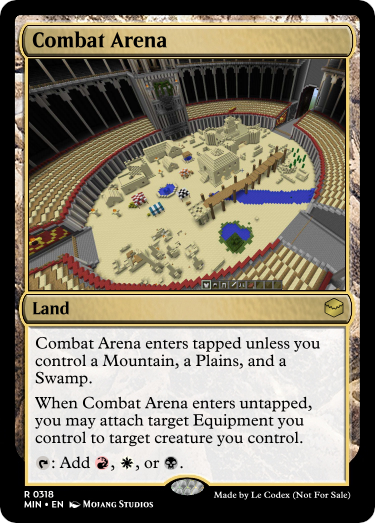 Combat Arena
Land
Combat Arena enters tapped unless you
control a Mountain, a Plains, and a
Swamp.
When Combat Arena enters untapped,
you may attach target Equipment you
control to target creature you control.
: Add , , or .
R 0318
MIN • EN Mojang Studios
Made by Le Codex (Not For Sale)